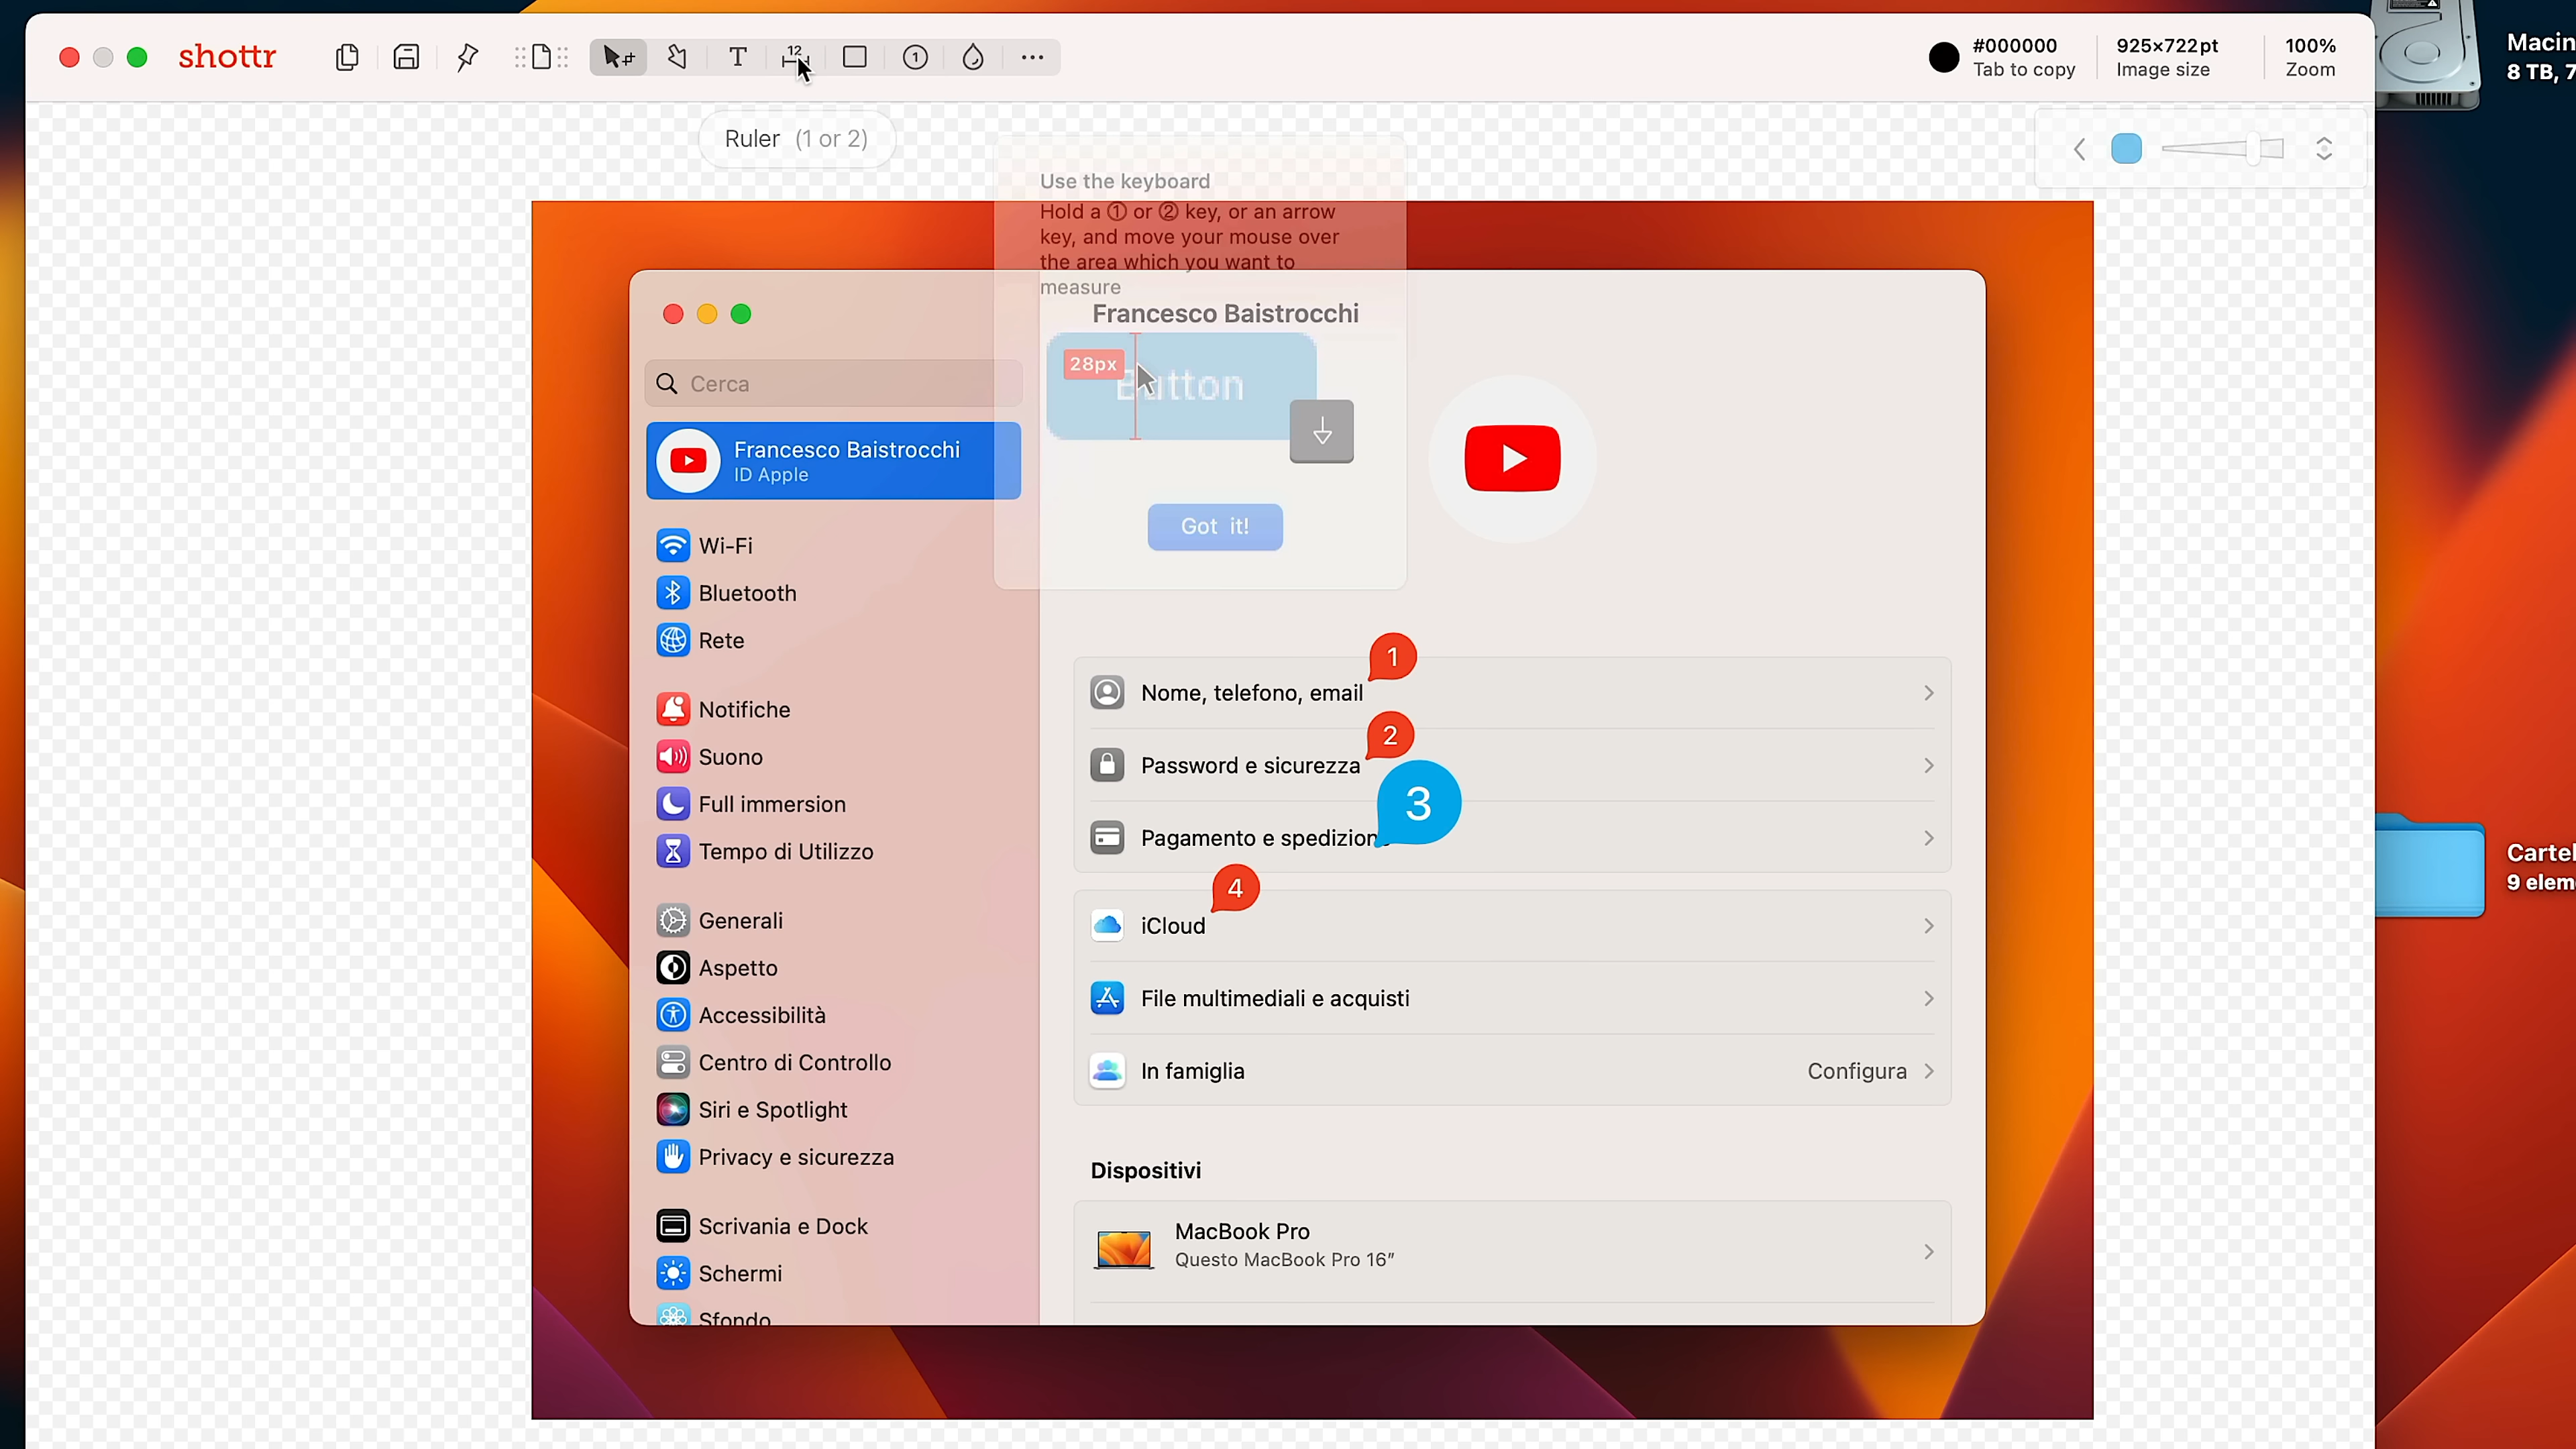 shottr
12
1
#000000
Tab to copy
925×722pt
Image size
100%
Zoom
Macin
8 TB, 7
Ruler (1 or 2)
Use the keyboard
Hold a ① or ② key, or an arrow
key, and move your mouse over
the area which you want to
measure
Francesco Baistrocchi
28px
Button
Got it!
Cerca
Francesco Baistrocchi
ID Apple
Wi-Fi
Bluetooth
Rete
Notifiche
Suono
Full immersion
Tempo di Utilizzo
Generali
Aspetto
Accessibilità
Centro di Controllo
Siri e Spotlight
Privacy e sicurezza
Scrivania e Dock
Schermi
Sfondo
1
Nome, telefono, email
2
Password e sicurezza
3
Pagamento e spedizion
4
iCloud
File multimediali e acquisti
In famiglia
Configura
Dispositivi
MacBook Pro
Questo MacBook Pro 16″
Cartel
9 elem